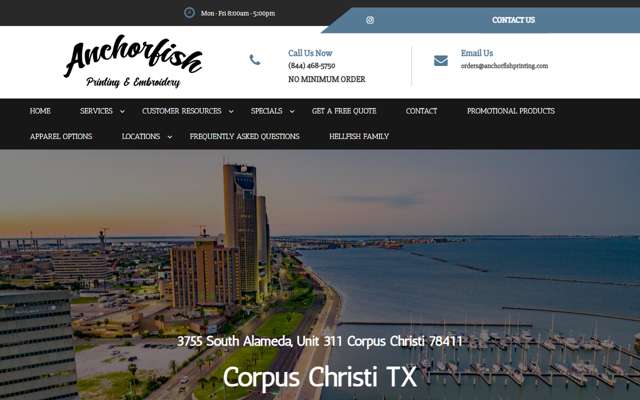 Mon - Fri 8:00am - 5:00pm
CONTACT US
Anchorfish
Printing & Embroidery
Call Us Now
(844) 468-5750
NO MINIMUM ORDER
Email Us
orders@anchorfishprinting.com
HOME SERVICES CUSTOMER RESOURCES SPECIALS GET A FREE QUOTE CONTACT PROMOTIONAL PRODUCTS
APPAREL OPTIONS LOCATIONS FREQUENTLY ASKED QUESTIONS HELLFISH FAMILY
3755 South Alameda, Unit 311 Corpus Christi 78411
Corpus Christi TX